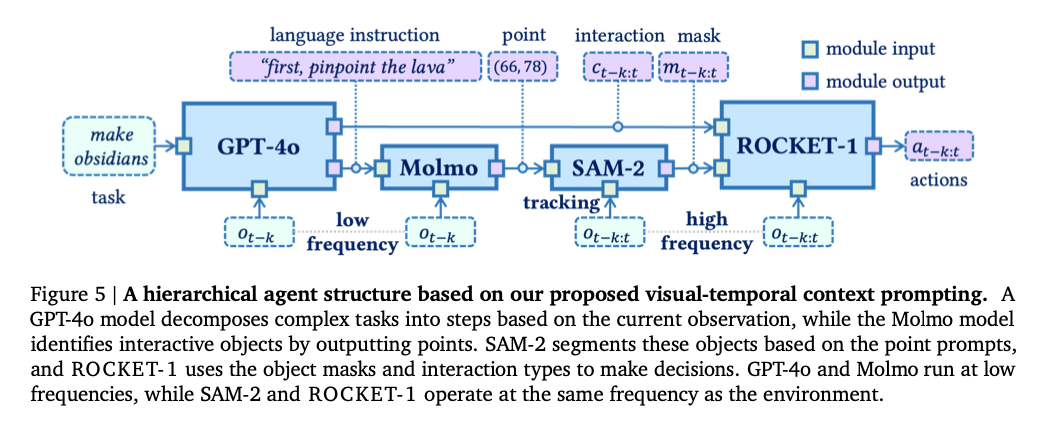 language instruction
point
interaction mask
"first, pinpoint the lava"
(66,78)
c_{t-k:t}
m_{t-k:t}
module input
module output
make
obsidians
task
GPT-4o
Molmo
SAM-2
ROCKET-1
a_{t-k:t}
actions
tracking
o_{t-k}
low
frequency
o_{t-k}
o_{t-k:t}
high
frequency
o_{t-k:t}
Figure 5 | A hierarchical agent structure based on our proposed visual-temporal context prompting. A
GPT-4o model decomposes complex tasks into steps based on the current observation, while the Molmo model
identifies interactive objects by outputting points. SAM-2 segments these objects based on the point prompts,
and ROCKET-1 uses the object masks and interaction types to make decisions. GPT-4o and Molmo run at low
frequencies, while SAM-2 and ROCKET-1 operate at the same frequency as the environment.